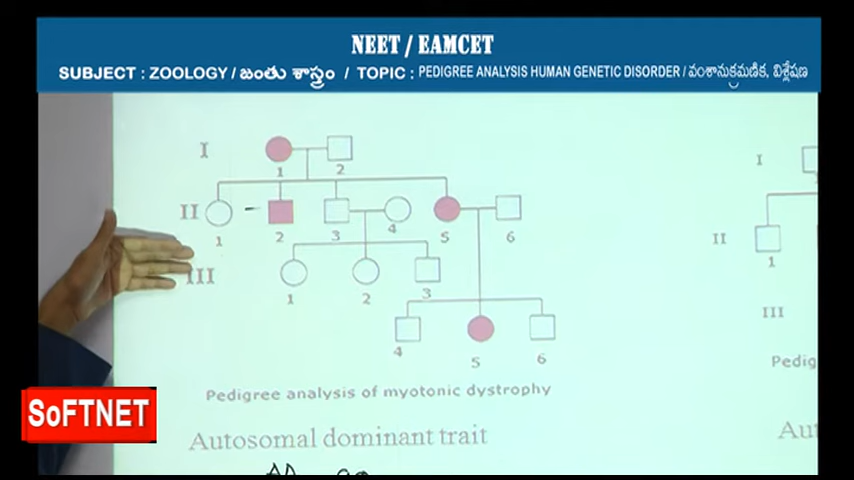 NEET / EAMCET
SUBJECT : ZOOLOGY / జంతు శాస్త్రం / TOPIC : PEDIGREE ANALYSIS HUMAN GENETIC DISORDER / వంశానుక్రమణిక, విశ్లేషణ
I
1 2
II
1 2 3 4 5 6
III
1 2 3
4 5 6
Pedigree analysis of myotonic dystrophy
Autosomal dominant trait
I
II
1
III
SoFTNET